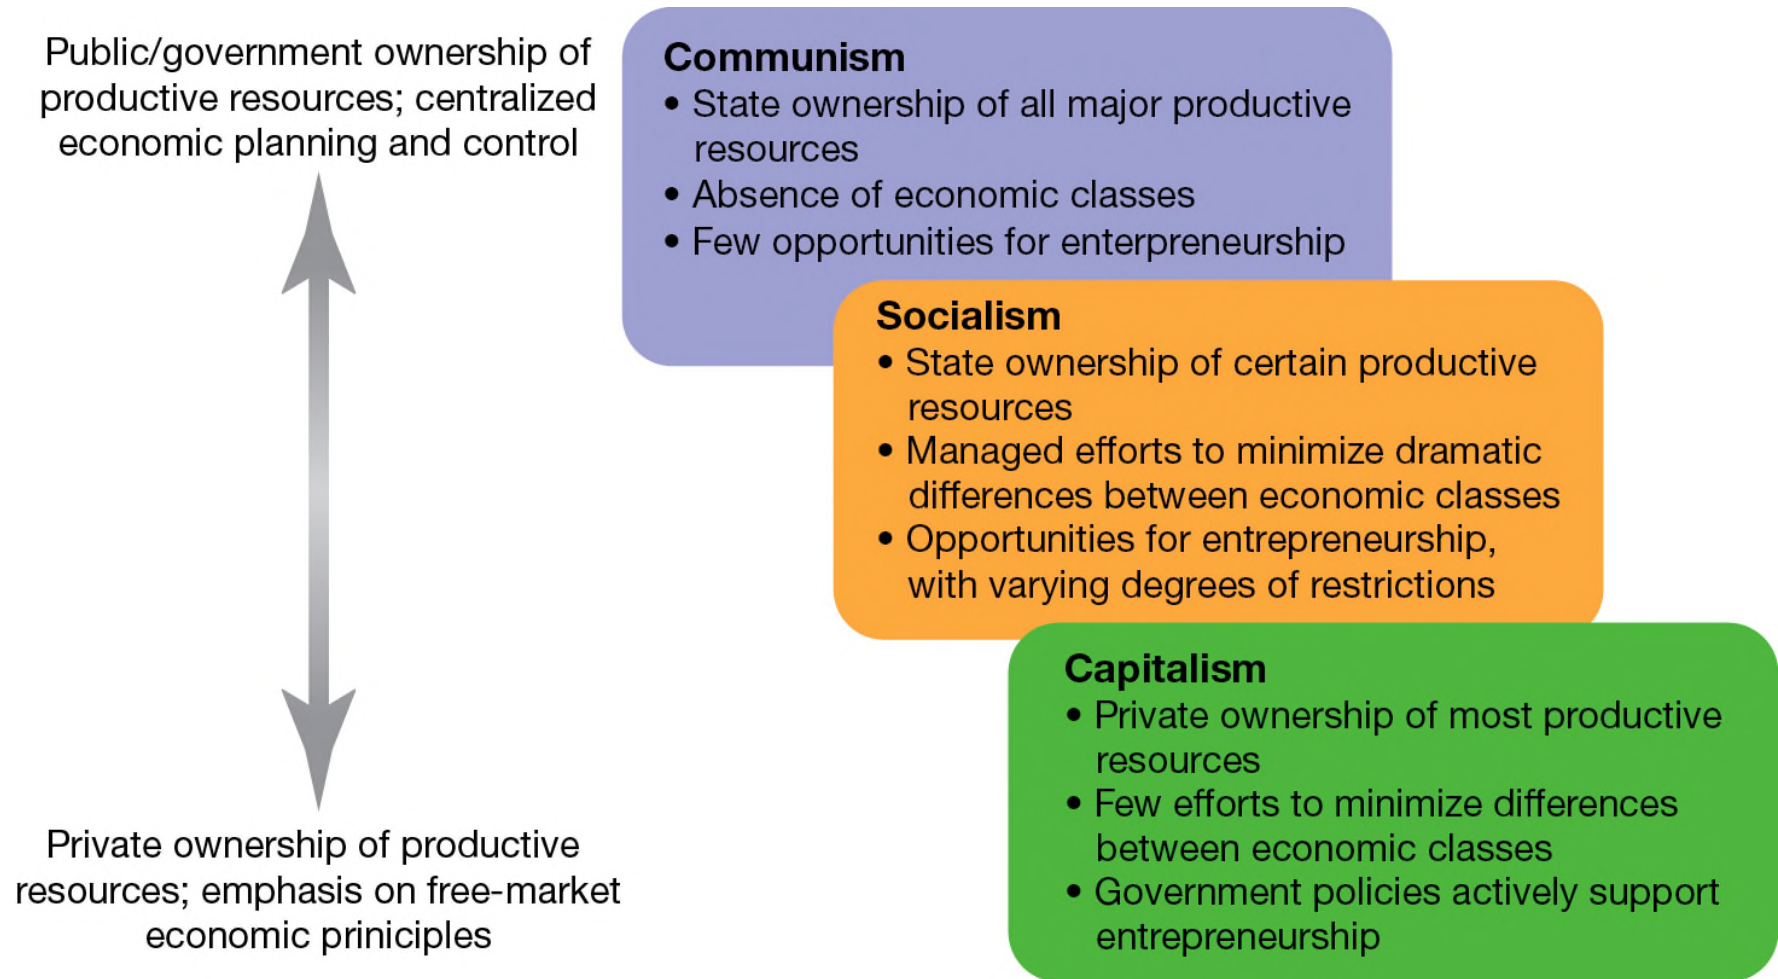 Public/government ownership of
productive resources; centralized
economic planning and control
Private ownership of productive
resources; emphasis on free-market
economic priniciples
Communism
• State ownership of all major productive
resources
• Absence of economic classes
• Few opportunities for enterpreneurship
Socialism
• State ownership of certain productive
resources
• Managed efforts to minimize dramatic
differences between economic classes
• Opportunities for entrepreneurship,
with varying degrees of restrictions
Capitalism
• Private ownership of most productive
resources
• Few efforts to minimize differences
between economic classes
• Government policies actively support
entrepreneurship